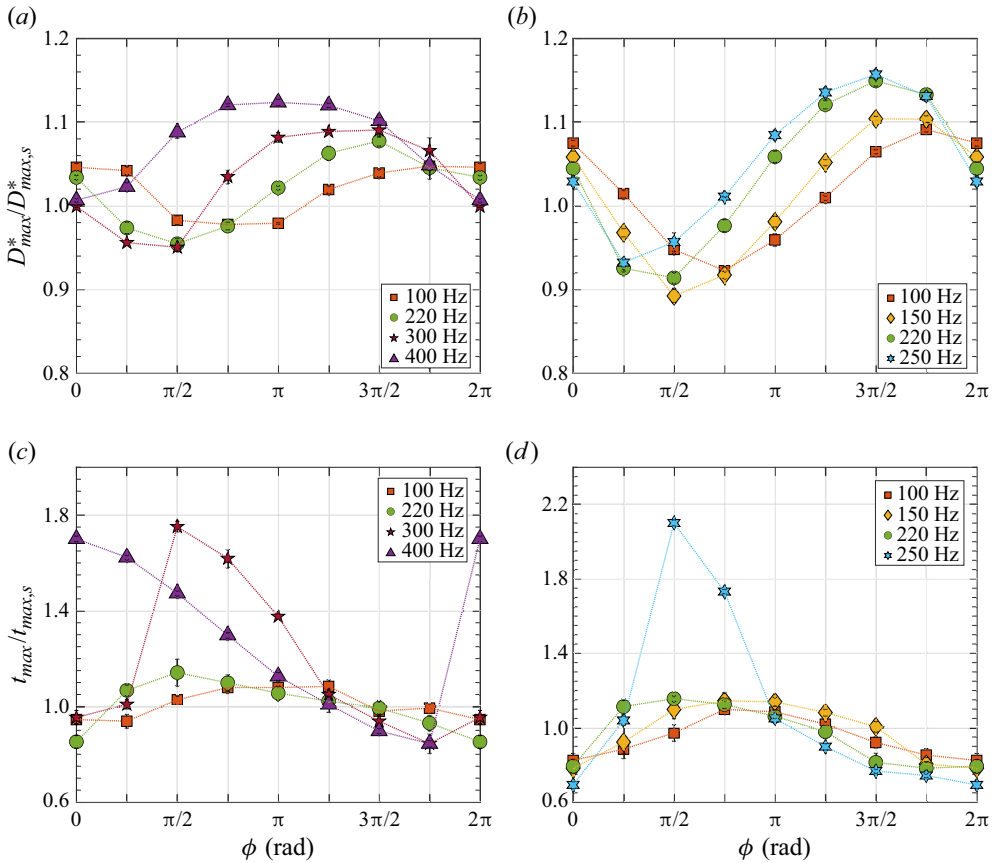 (a)
1.2
1.1
1.0
0.9
0.8
D*max/D*max,s
100 Hz
220 Hz
300 Hz
400 Hz
0
π/2
π
3π/2
2π
(b)
1.2
1.1
1.0
0.9
0.8
100 Hz
150 Hz
220 Hz
250 Hz
0
π/2
π
3π/2
2π
(c)
1.8
1.4
1.0
0.6
tmax/tmax,s
100 Hz
220 Hz
300 Hz
400 Hz
0
π/2
π
3π/2
2π
ϕ (rad)
(d)
2.2
1.8
1.4
1.0
0.6
100 Hz
150 Hz
220 Hz
250 Hz
0
π/2
π
3π/2
2π
ϕ (rad)